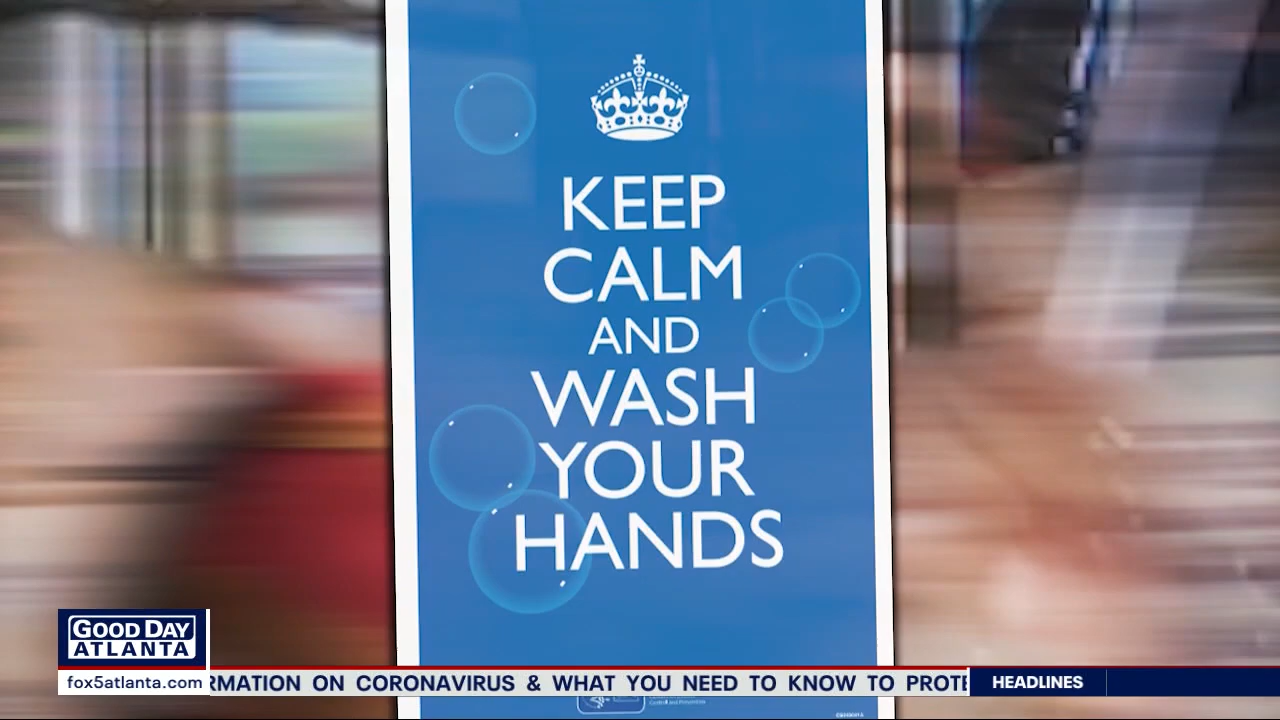 KEEP
CALM
AND
WASH
YOUR
HANDS
GOOD DAY
ATLANTA
fox5atlanta.com
RMATION ON CORONAVIRUS & WHAT YOU NEED TO KNOW TO PROTE
HEADLINES